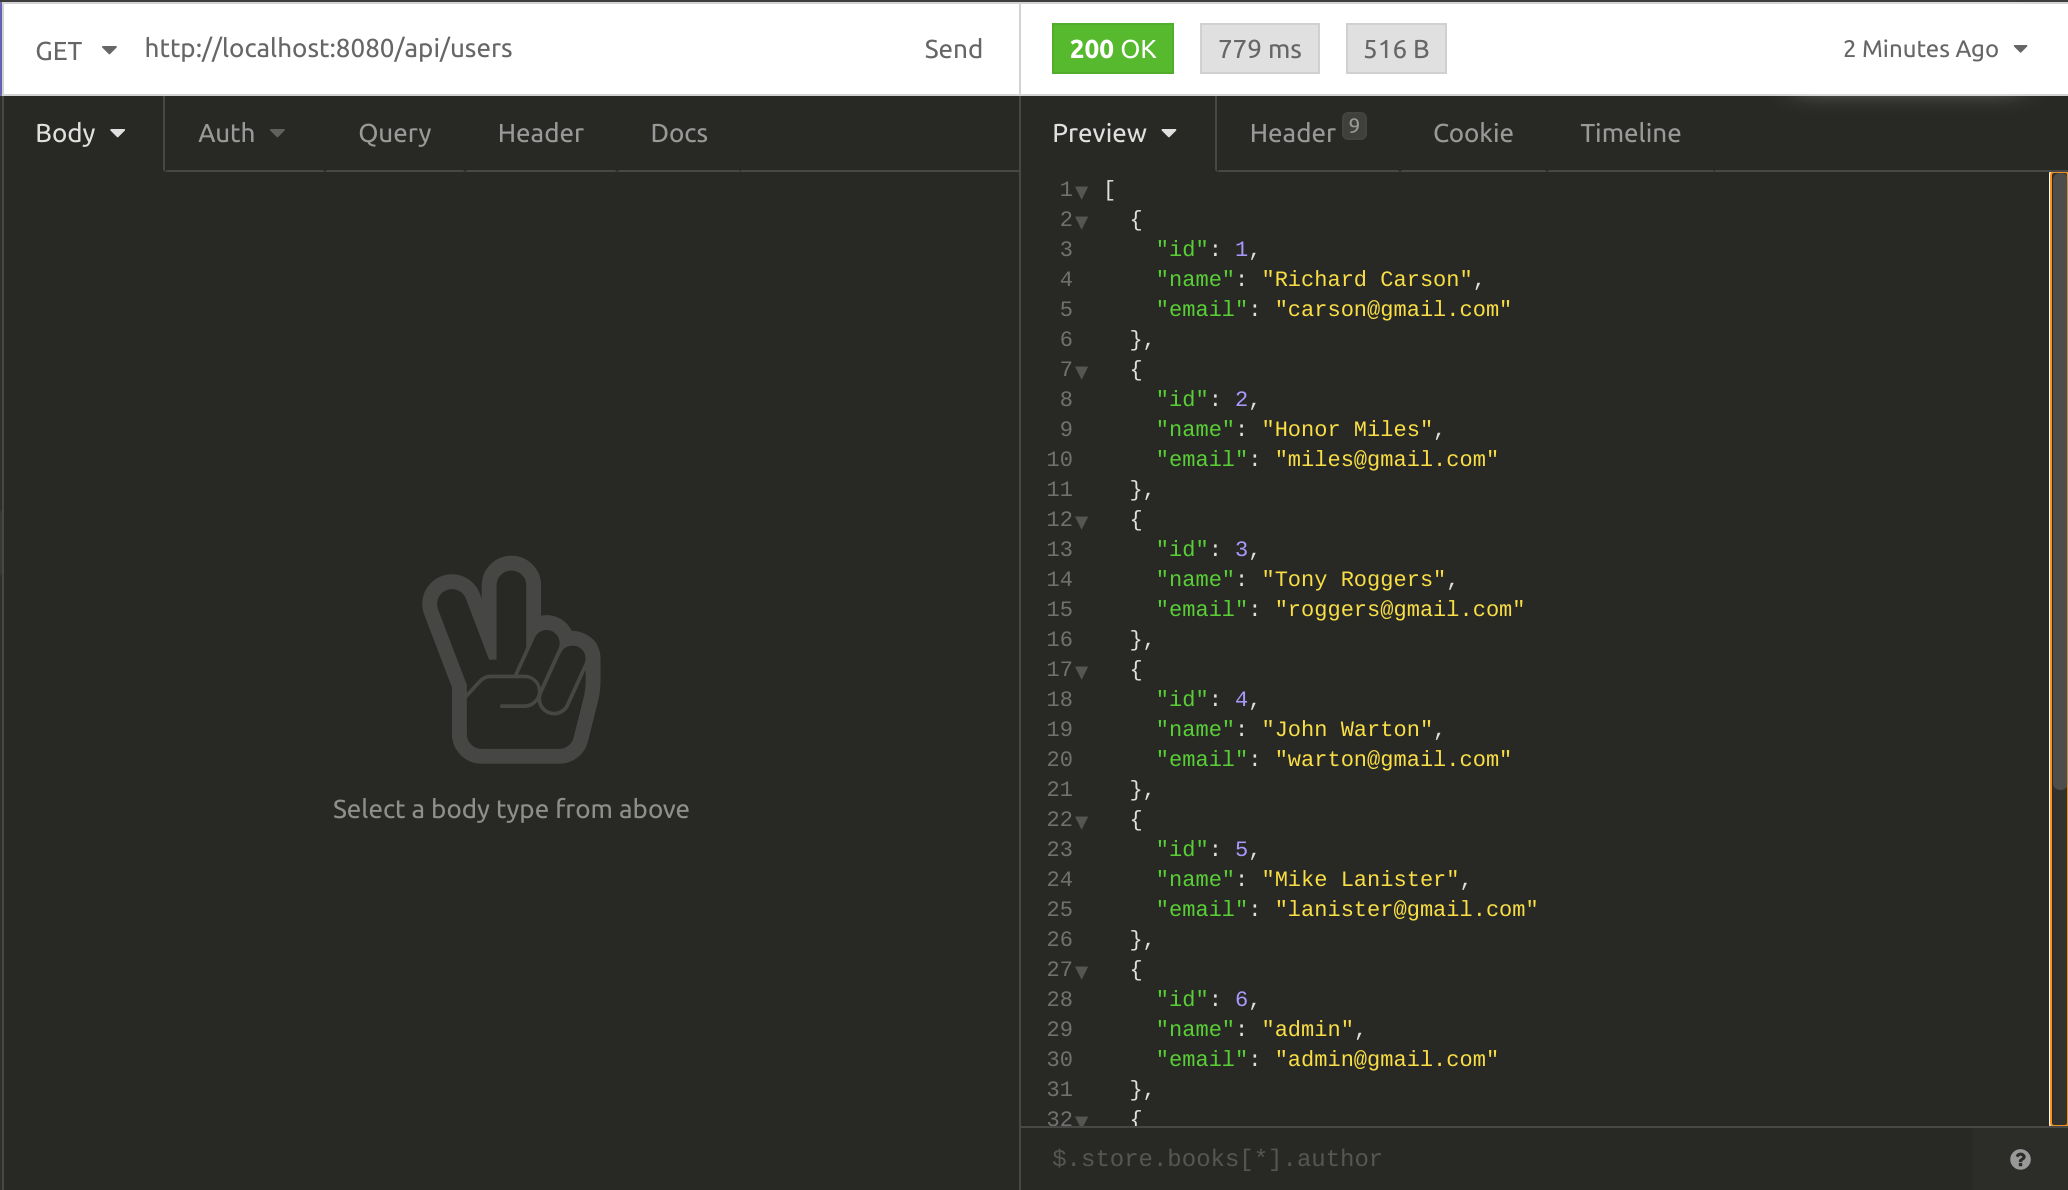 GET http://localhost:8080/api/users Send
200 OK 779 ms 516 B 2 Minutes Ago
Body Auth Query Header Docs
Select a body type from above
Preview Header 9 Cookie Timeline
1 [
2 {
3 "id": 1,
4 "name": "Richard Carson",
5 "email": "carson@gmail.com"
6 },
7 {
8 "id": 2,
9 "name": "Honor Miles",
10 "email": "miles@gmail.com"
11 },
12 {
13 "id": 3,
14 "name": "Tony Roggers",
15 "email": "roggers@gmail.com"
16 },
17 {
18 "id": 4,
19 "name": "John Warton",
20 "email": "warton@gmail.com"
21 },
22 {
23 "id": 5,
24 "name": "Mike Lanister",
25 "email": "lanister@gmail.com"
26 },
27 {
28 "id": 6,
29 "name": "admin",
30 "email": "admin@gmail.com"
31 },
32 {
$.store.books[*].author ?